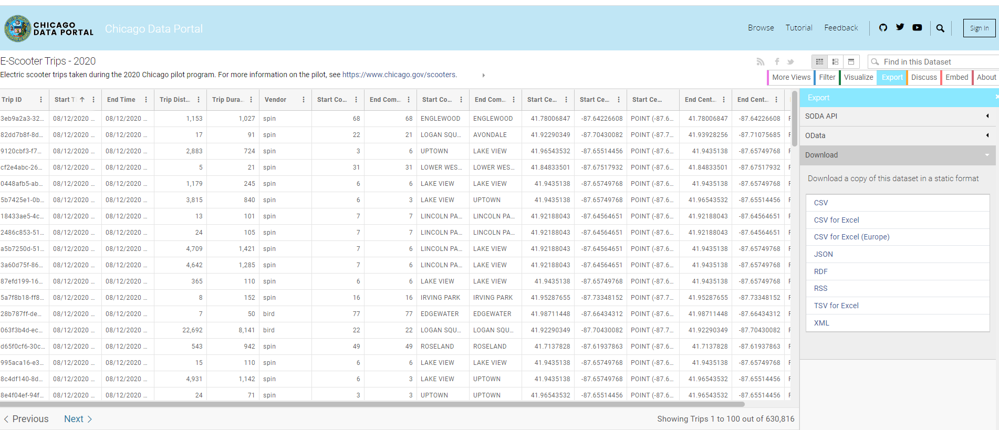 CHICAGO
DATA PORTAL
Chicago Data Portal
Browse Tutorial Feedback Sign In
E-Scooter Trips - 2020
Electric scooter trips taken during the 2020 Chicago pilot program. For more information on the pilot, see https://www.chicago.gov/scooters.
Find in this Dataset
More Views Filter Visualize Export Discuss Embed About
Trip ID Start T End Time Trip Dist... Trip Dura... Vendor Start Co... End Com... Start Co... End Com... Start Ce... Start Ce... Start Ce... End Cent... End Cent...
3eb9a2a3-32... 08/12/2020 ... 08/12/2020 ... 1,153 1,027 spin 68 68 ENGLEWOOD ENGLEWOOD 41.78006847 -87.64226608 POINT (-87.6... 41.78006847 -87.64226608
82dd7b8f-8d... 08/12/2020 ... 08/12/2020 ... 17 91 spin 22 21 LOGAN SQU... AVONDALE 41.92290349 -87.70430082 POINT (-87.7... 41.93928256 -87.71075685
9120cbf3-f7... 08/12/2020 ... 08/12/2020 ... 2,883 724 spin 3 6 UPTOWN LAKE VIEW 41.96543532 -87.65514456 POINT (-87.6... 41.9435138 -87.65749768
cf2e4abc-26... 08/12/2020 ... 08/12/2020 ... 5 21 spin 31 31 LOWER WES... LOWER WES... 41.84833501 -87.67517932 POINT (-87.6... 41.84833501 -87.67517932
0448afb5-ab... 08/12/2020 ... 08/12/2020 ... 1,179 245 spin 6 6 LAKE VIEW LAKE VIEW 41.9435138 -87.65749768 POINT (-87.6... 41.9435138 -87.65749768
5b7425e1-0b... 08/12/2020 ... 08/12/2020 ... 3,815 840 spin 6 3 LAKE VIEW UPTOWN 41.9435138 -87.65749768 POINT (-87.6... 41.96543532 -87.65514456
18433ae5-4c... 08/12/2020 ... 08/12/2020 ... 13 101 spin 7 7 LINCOLN PA... LINCOLN PA... 41.92188043 -87.64564651 POINT (-87.6... 41.92188043 -87.64564651
2486c853-51... 08/12/2020 ... 08/12/2020 ... 24 105 spin 7 7 LINCOLN PA... LINCOLN PA... 41.92188043 -87.64564651 POINT (-87.6... 41.92188043 -87.64564651
a5b7250d-51... 08/12/2020 ... 08/12/2020 ... 4,709 1,421 spin 7 6 LINCOLN PA... LAKE VIEW 41.92188043 -87.64564651 POINT (-87.6... 41.9435138 -87.65749768
3a60d75f-86... 08/12/2020 ... 08/12/2020 ... 4,642 1,285 spin 7 6 LINCOLN PA... LAKE VIEW 41.92188043 -87.64564651 POINT (-87.6... 41.9435138 -87.65749768
87efd199-16... 08/12/2020 ... 08/12/2020 ... 365 110 spin 6 6 LAKE VIEW LAKE VIEW 41.9435138 -87.65749768 POINT (-87.6... 41.9435138 -87.65749768
5a7f8b18-ff8... 08/12/2020 ... 08/12/2020 ... 8 152 spin 16 16 IRVING PARK IRVING PARK 41.95287655 -87.73348152 POINT (-87.7... 41.95287655 -87.73348152
28b787ff-de... 08/12/2020 ... 08/12/2020 ... 7 50 bird 77 77 EDGEWATER EDGEWATER 41.98711448 -87.66434312 POINT (-87.6... 41.98711448 -87.66434312
063f3b4d-ec... 08/12/2020 ... 08/12/2020 ... 22,692 8,141 bird 22 22 LOGAN SQU... LOGAN SQU... 41.92290349 -87.70430082 POINT (-87.7... 41.92290349 -87.70430082
d65f0cf6-30c... 08/12/2020 ... 08/12/2020 ... 543 942 spin 49 49 ROSELAND ROSELAND 41.7137828 -87.61937863 POINT (-87.6... 41.7137828 -87.61937863
995aca16-e3... 08/12/2020 ... 08/12/2020 ... 15 110 spin 6 6 LAKE VIEW LAKE VIEW 41.9435138 -87.65749768 POINT (-87.6... 41.9435138 -87.65749768
8c4df140-8d... 08/12/2020 ... 08/12/2020 ... 4,931 1,142 spin 6 3 LAKE VIEW UPTOWN 41.9435138 -87.65749768 POINT (-87.6... 41.96543532 -87.65514456
8e4f04ef-94f... 08/12/2020 ... 08/12/2020 ... 24 71 spin 3 3 UPTOWN UPTOWN 41.96543532 -87.65514456 POINT (-87.6... 41.96543532 -87.65514456
Previous Next Showing Trips 1 to 100 out of 630,816
Export
SODA API
OData
Download
Download a copy of this dataset in a static format
CSV
CSV for Excel
CSV for Excel (Europe)
JSON
RDF
RSS
TSV for Excel
XML